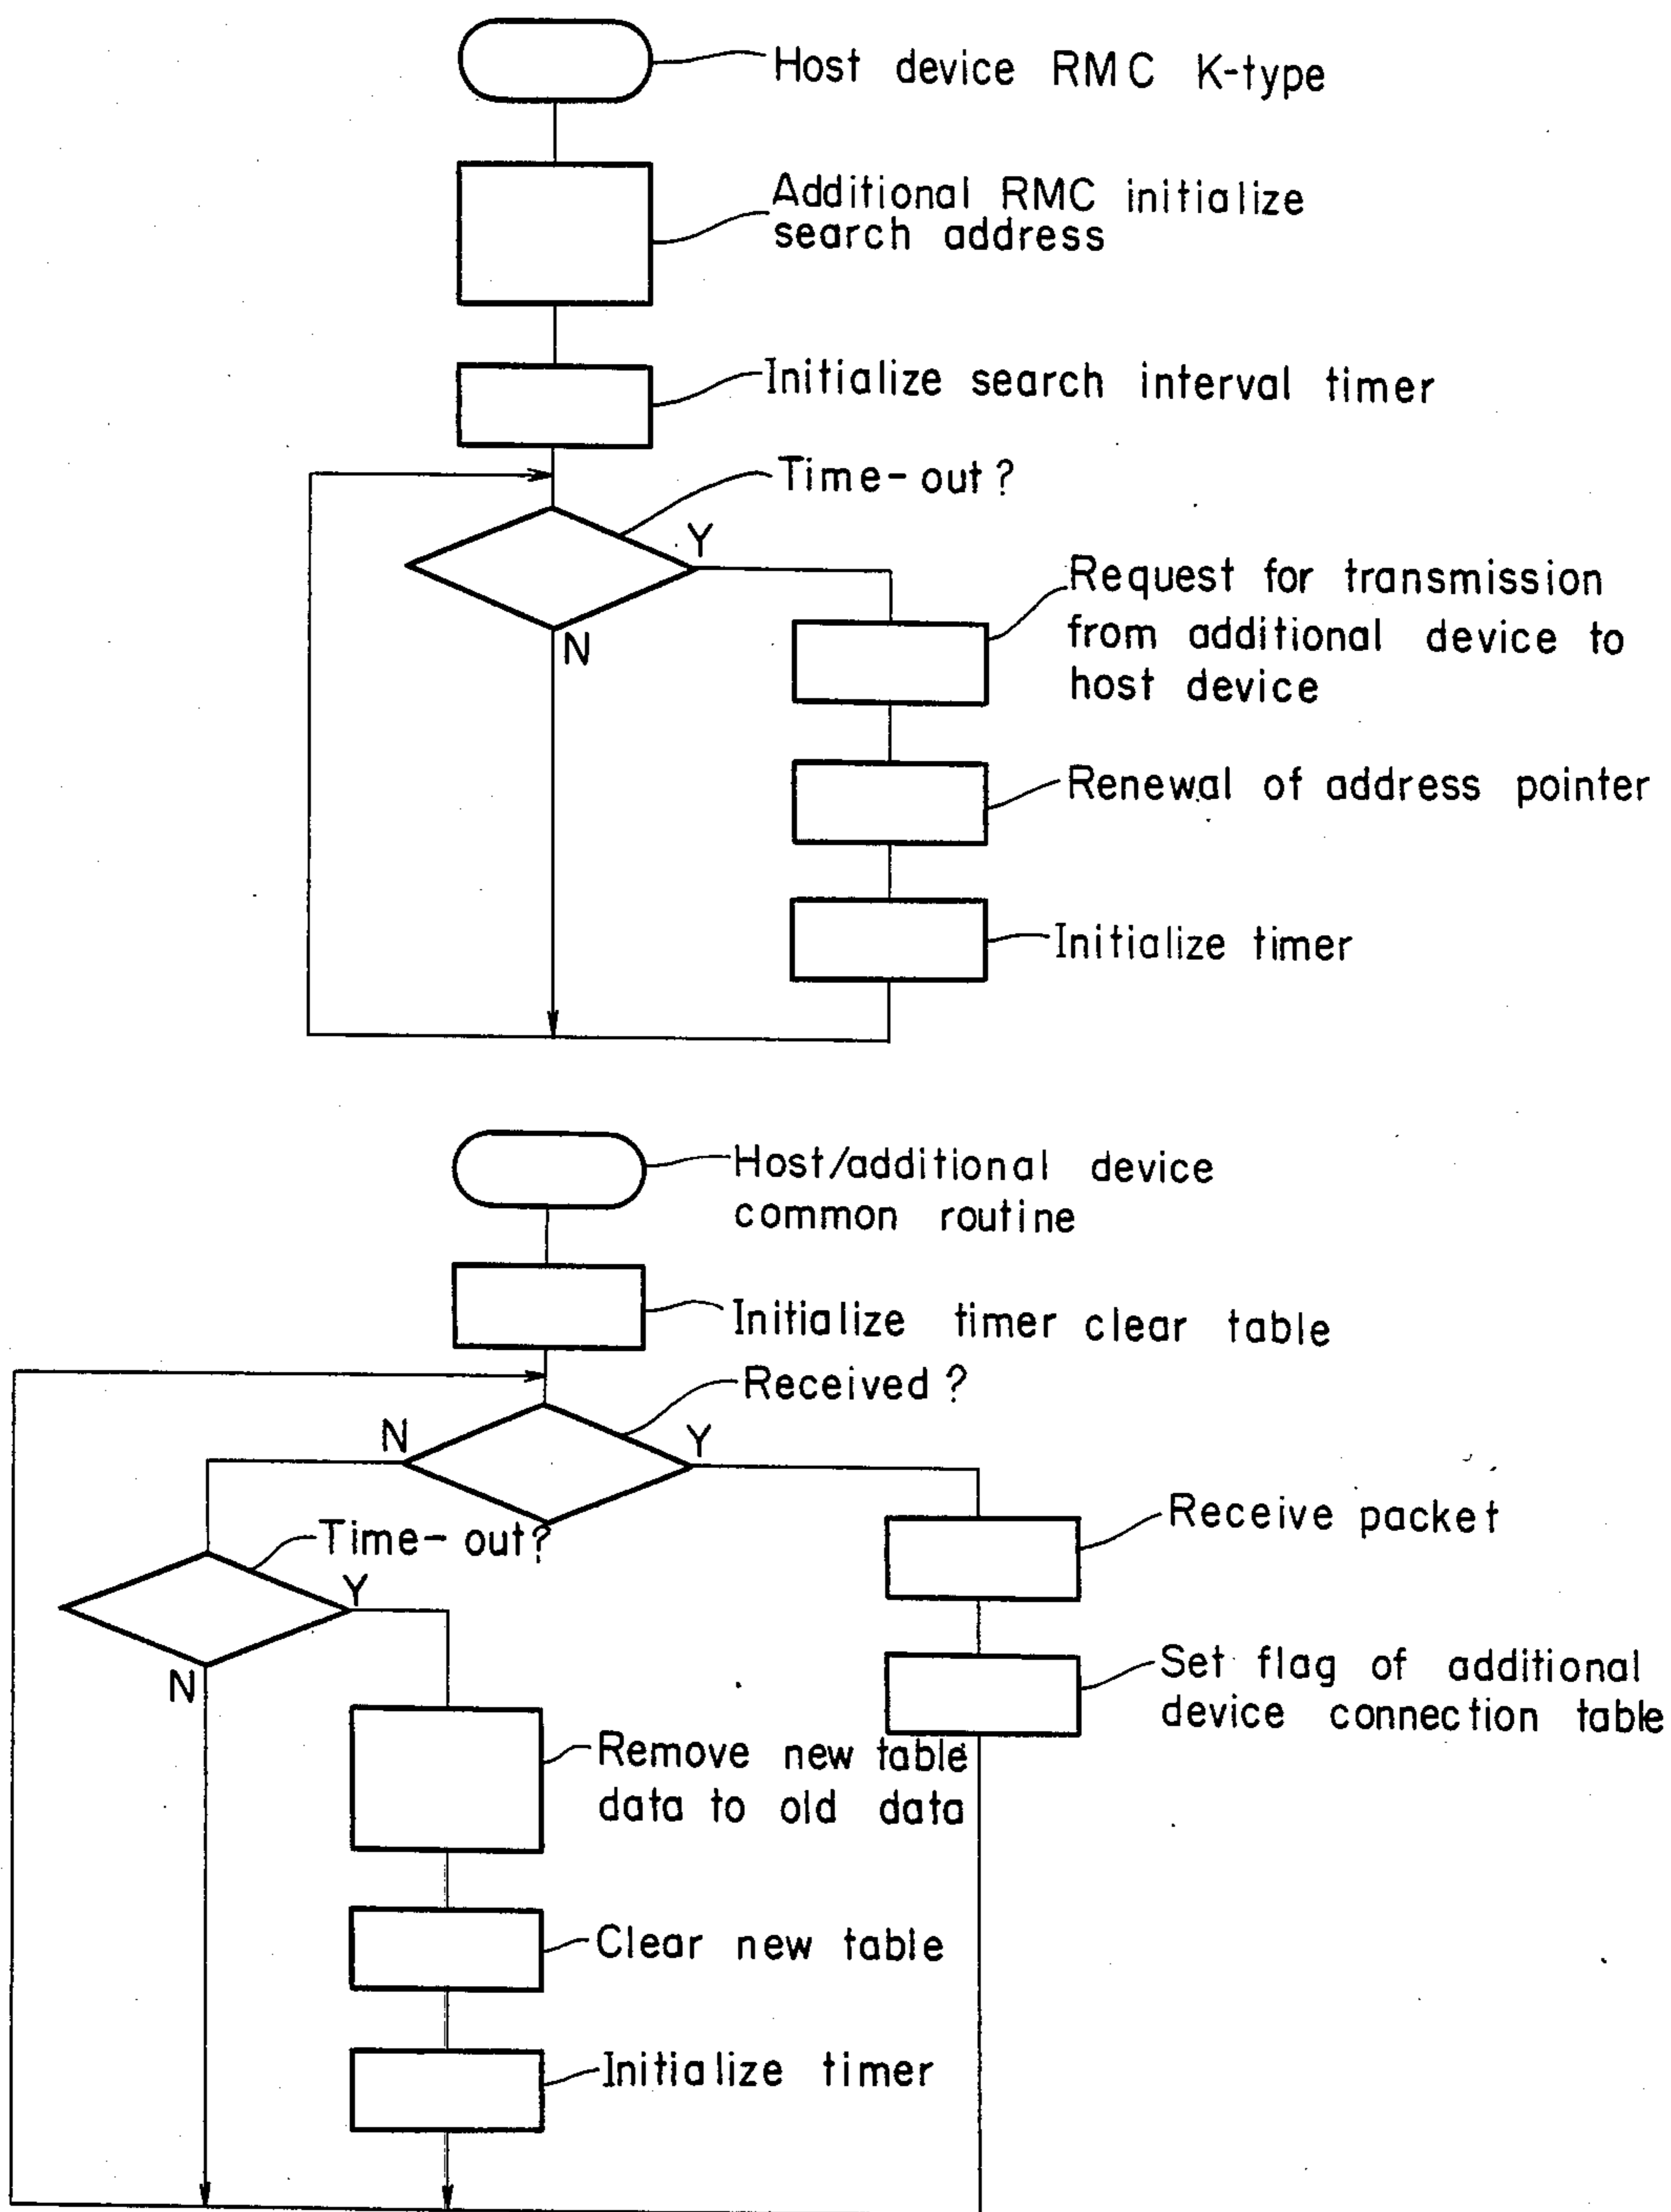 Host device RMC K-type
Additional RMC initialize
search address
Initialize search interval timer
Time-out?
Y
N
Request for transmission
from additional device to
host device
Renewal of address pointer
Initialize timer
Host/additional device
common routine
Initialize timer clear table
Received?
N
Y
Time-out?
Y
N
Receive packet
Set flag of additional
device connection table
Remove new table
data to old data
Clear new table
Initialize timer